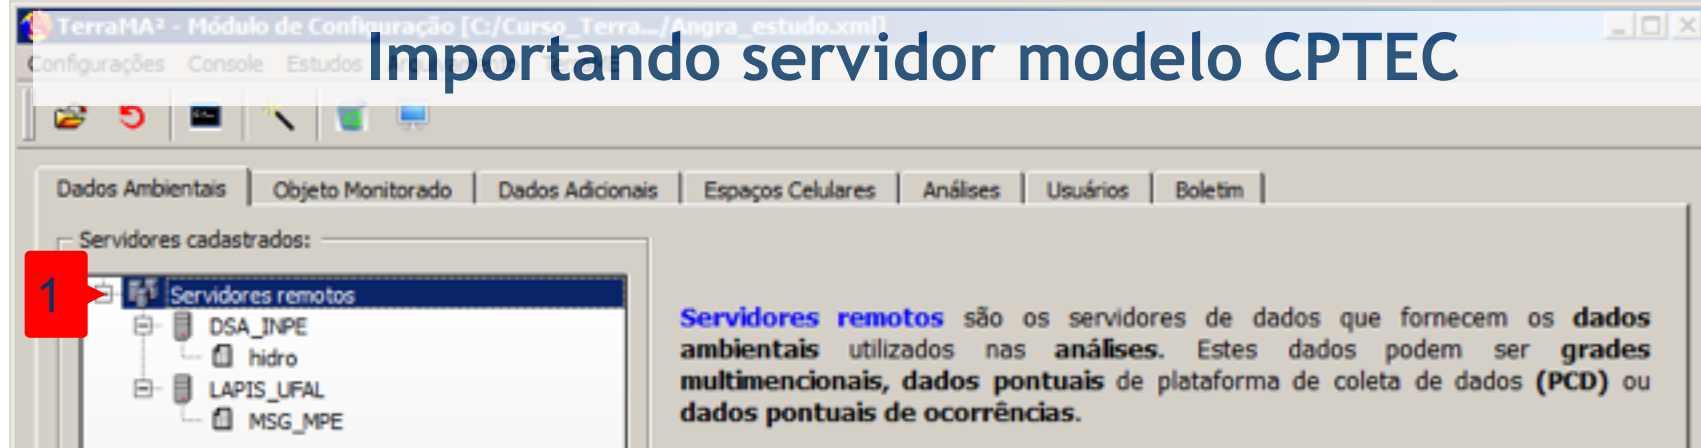 TerraMA² - Módulo de Configuração [C:/Curso_Terra.../Angra_estudo.xml]
Importando servidor modelo CPTEC
Configurações Console Estudos
Dados Ambientais Objeto Monitorado Dados Adicionais Espaços Celulares Análises Usuários Boletim
Servidores cadastrados:
1
Servidores remotos
DSA_INPE
hidro
LAPIS_UFAL
MSG_MPE
Servidores remotos são os servidores de dados que fornecem os dados
ambientais utilizados nas análises. Estes dados podem ser grades
multimencionais, dados pontuais de plataforma de coleta de dados (PCD) ou
dados pontuais de ocorrências.